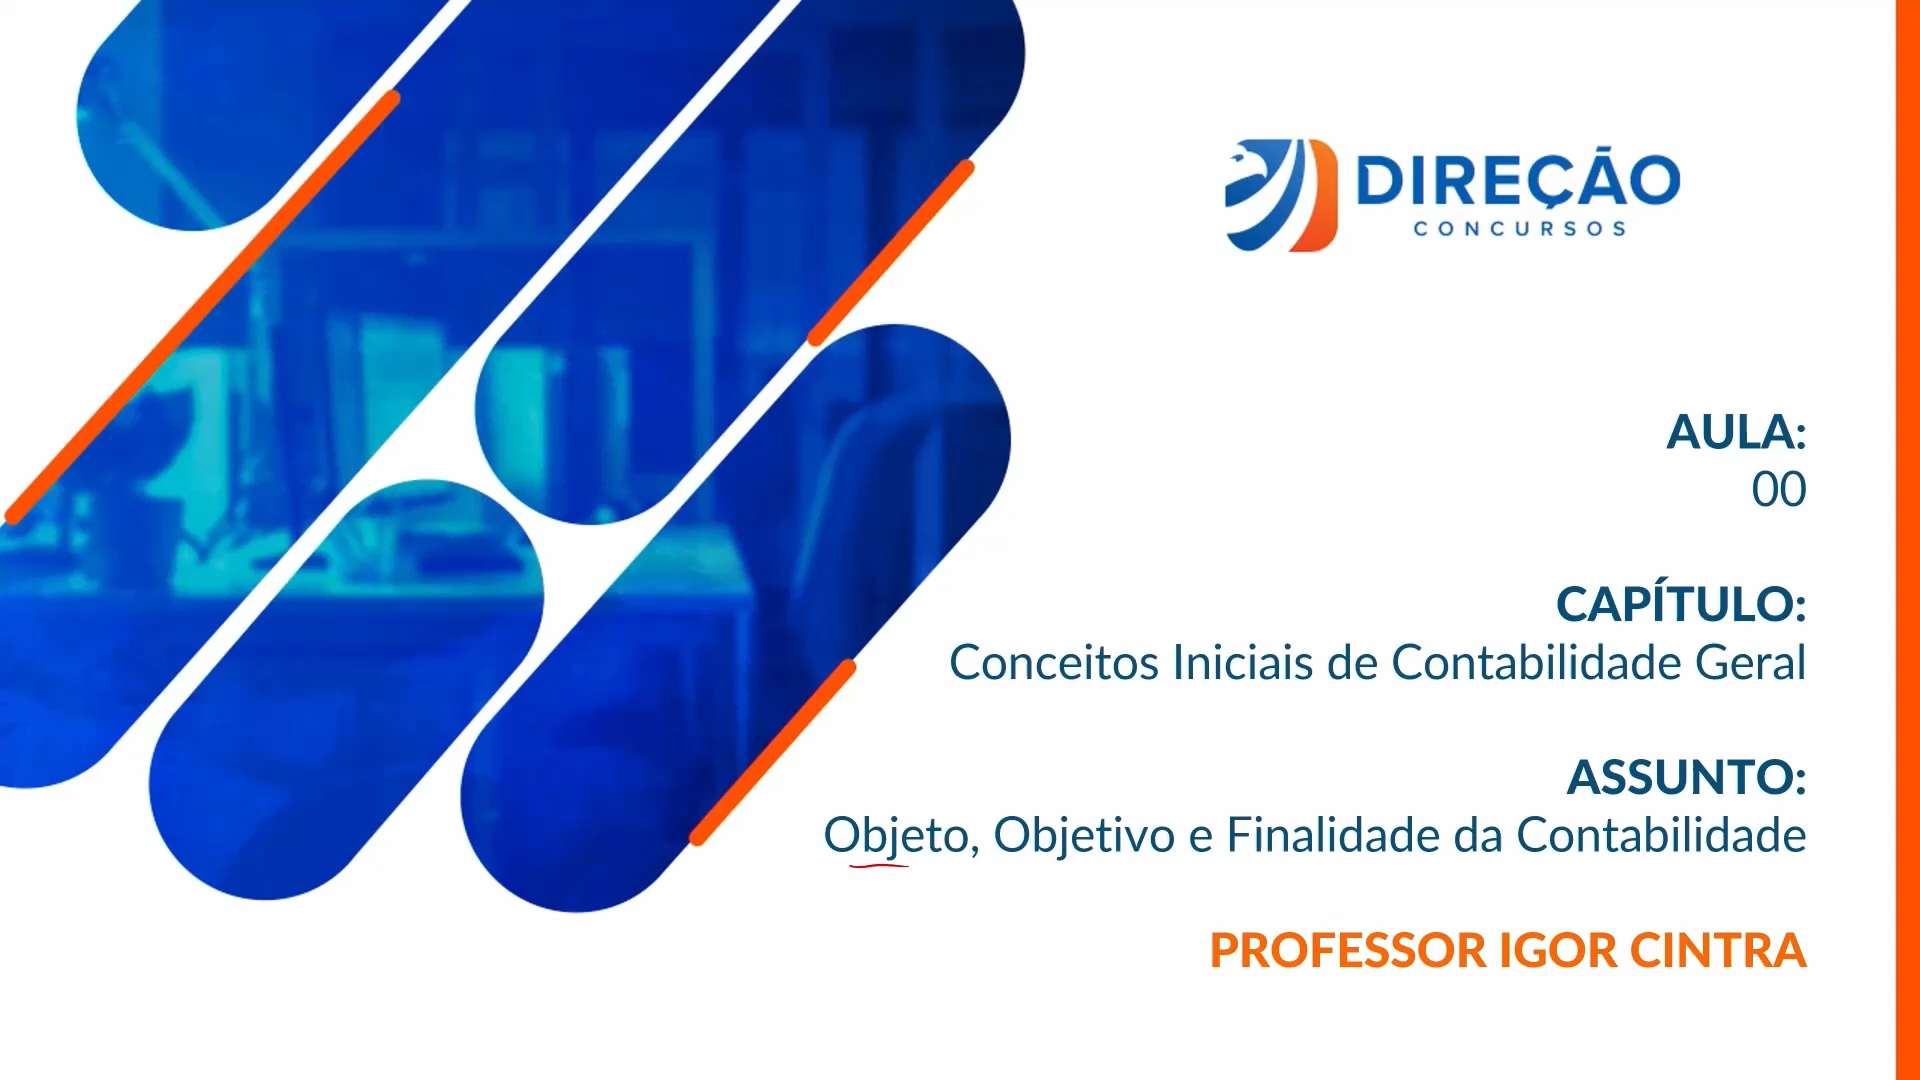 DIREÇÃO
CONCURSOS
AULA:
00
CAPÍTULO:
Conceitos Iniciais de Contabilidade Geral
ASSUNTO:
Objeto, Objetivo e Finalidade da Contabilidade
PROFESSOR IGOR CINTRA